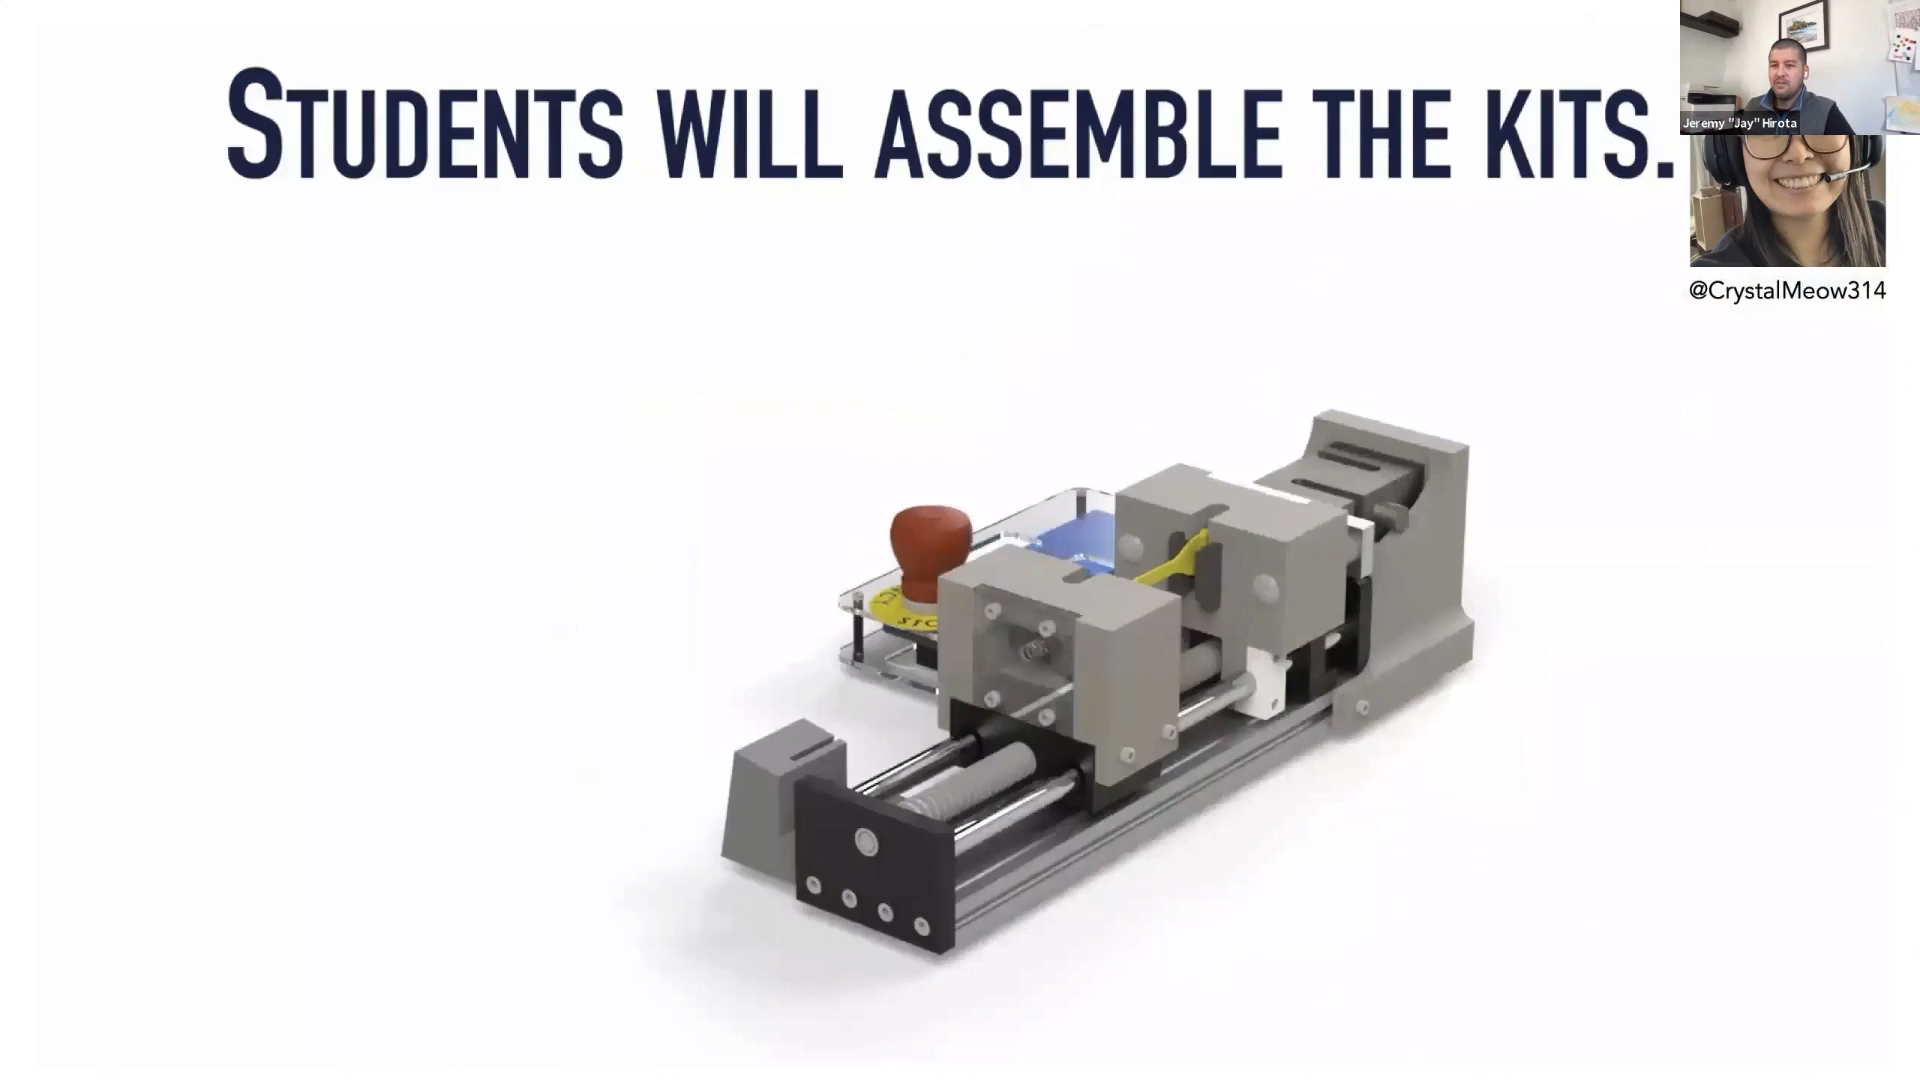 STUDENTS WILL ASSEMBLE THE KITS.
Jeremy "Jay" Hirota
@CrystalMeow314